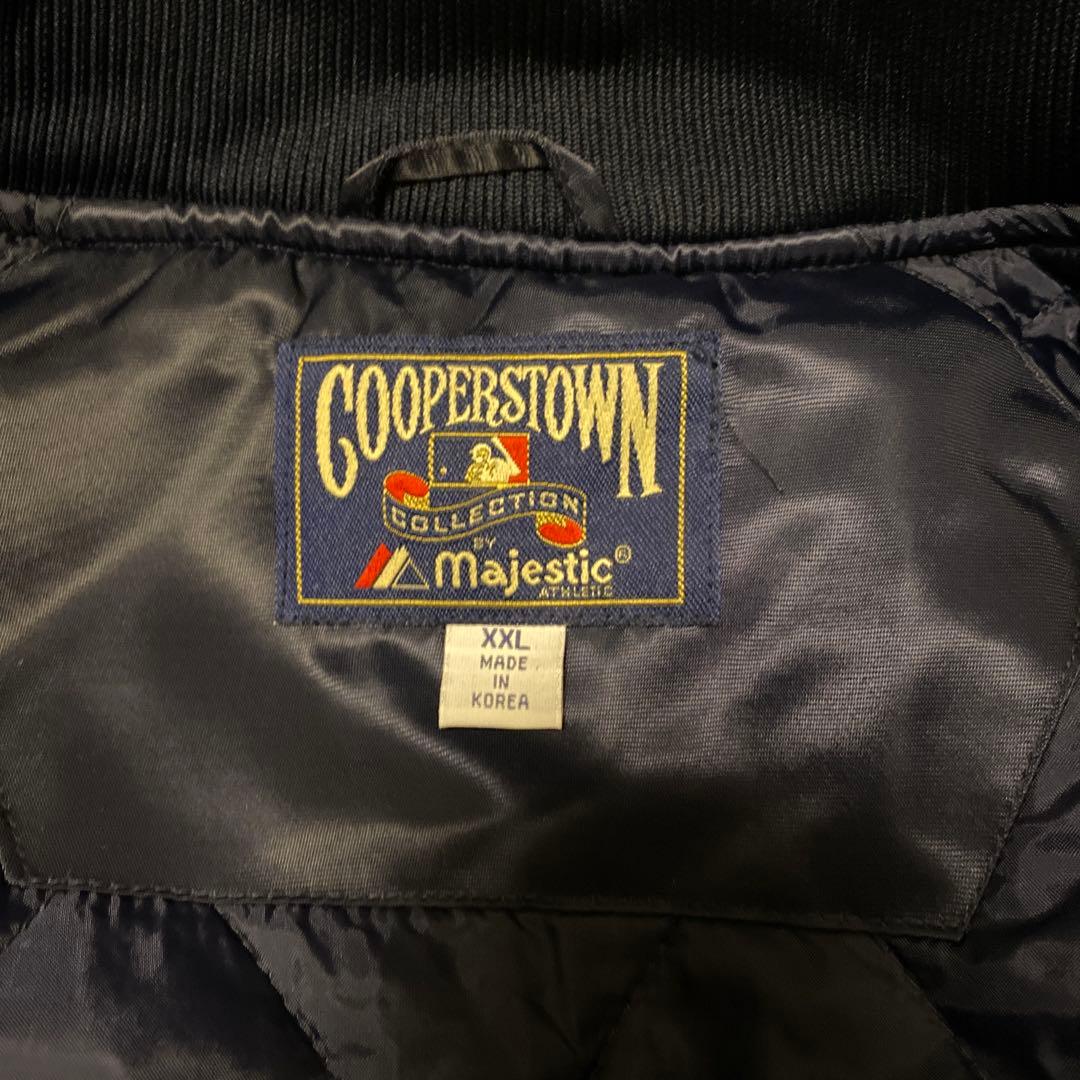 COOPERSTOWN
COLLECTION
BY
Majestic®
ATHLETIC
XXL
MADE
IN
KOREA